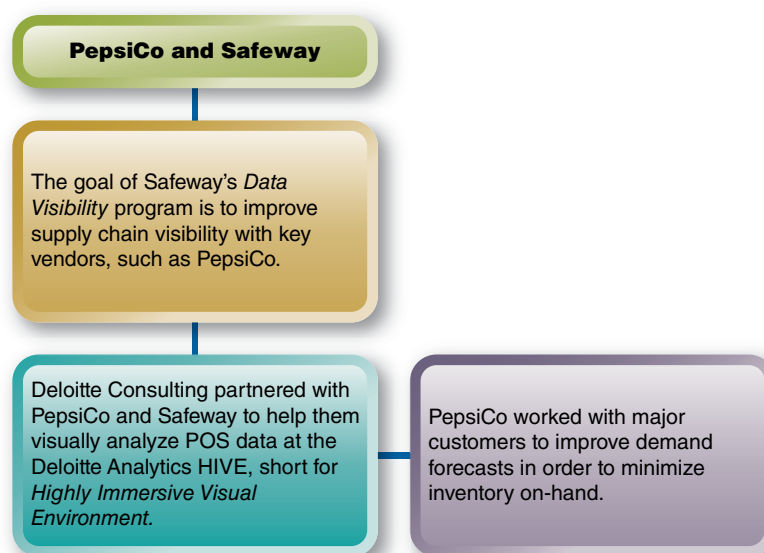 PepsiCo and Safeway
The goal of Safeway's Data
Visibility program is to improve
supply chain visibility with key
vendors, such as PepsiCo.
Deloitte Consulting partnered with
PepsiCo and Safeway to help them
visually analyze POS data at the
Deloitte Analytics HIVE, short for
Highly Immersive Visual
Environment.
PepsiCo worked with major
customers to improve demand
forecasts in order to minimize
inventory on-hand.